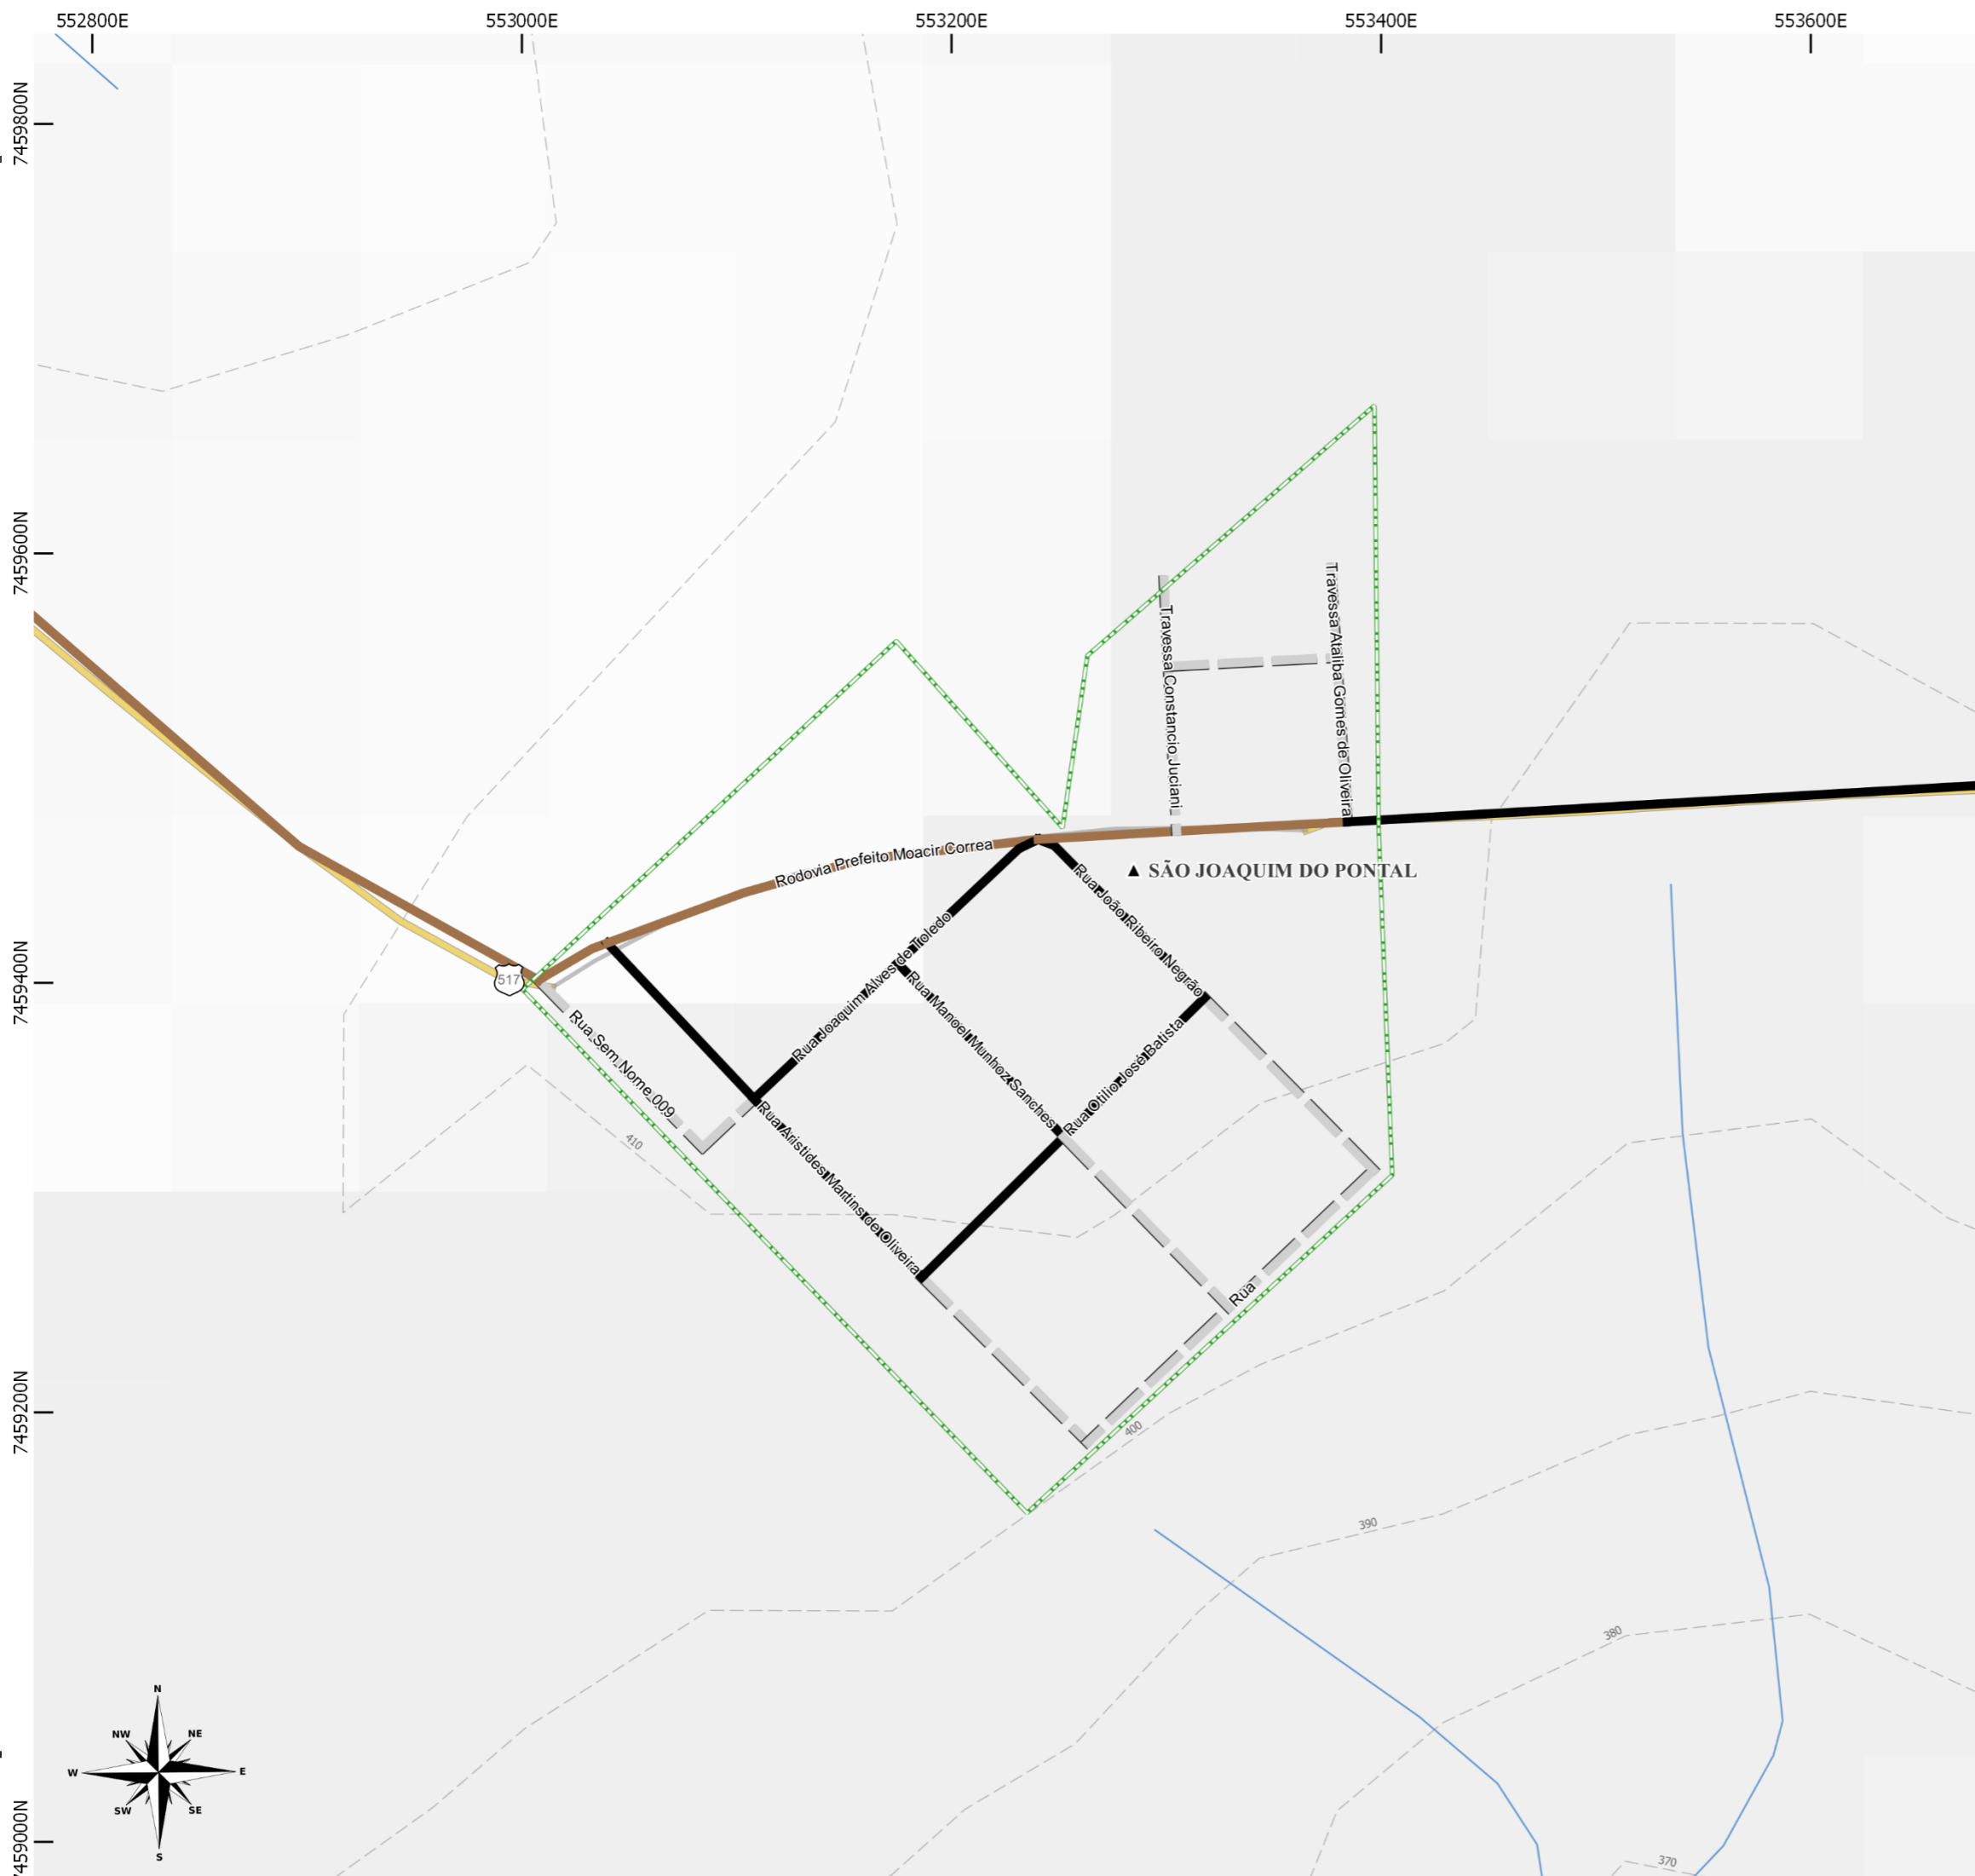 552800E
553000E
553200E
553400E
553600E
7459800N
7459600N
7459400N
7459200N
7459000N
Travessa Constancio Juciani
Travessa Ataliba Gomes de Oliveira
Rodovia Prefeito Moacir Correa
SÃO JOAQUIM DO PONTAL
Rua João Ribeiro Negrão
Rua Joaquim Alves de Toledo
517
Rua Manoel Munhoz Sanches
Rua Otilio José Batista
Rua Sem Nome 009
Rua Aristides Martins de Oliveira
410
Rua
400
390
380
370
N
NW
NE
W
E
SW
SE
S